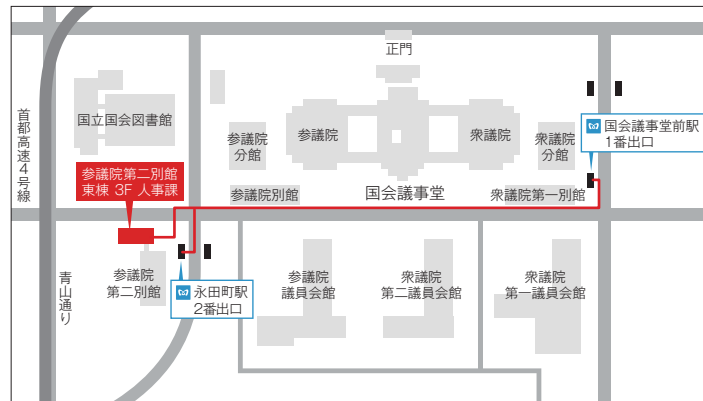 正門
首都高速4号線
国立国会図書館
参議院
分館
参議院
衆議院
衆議院
分館
国会議事堂前駅
1番出口
参議院第二別館
東棟 3F 人事課
参議院別館
国会議事堂
衆議院第一別館
青山通り
参議院
第二別館
永田町駅
2番出口
参議院
議員会館
衆議院
第二議員会館
衆議院
第一議員会館